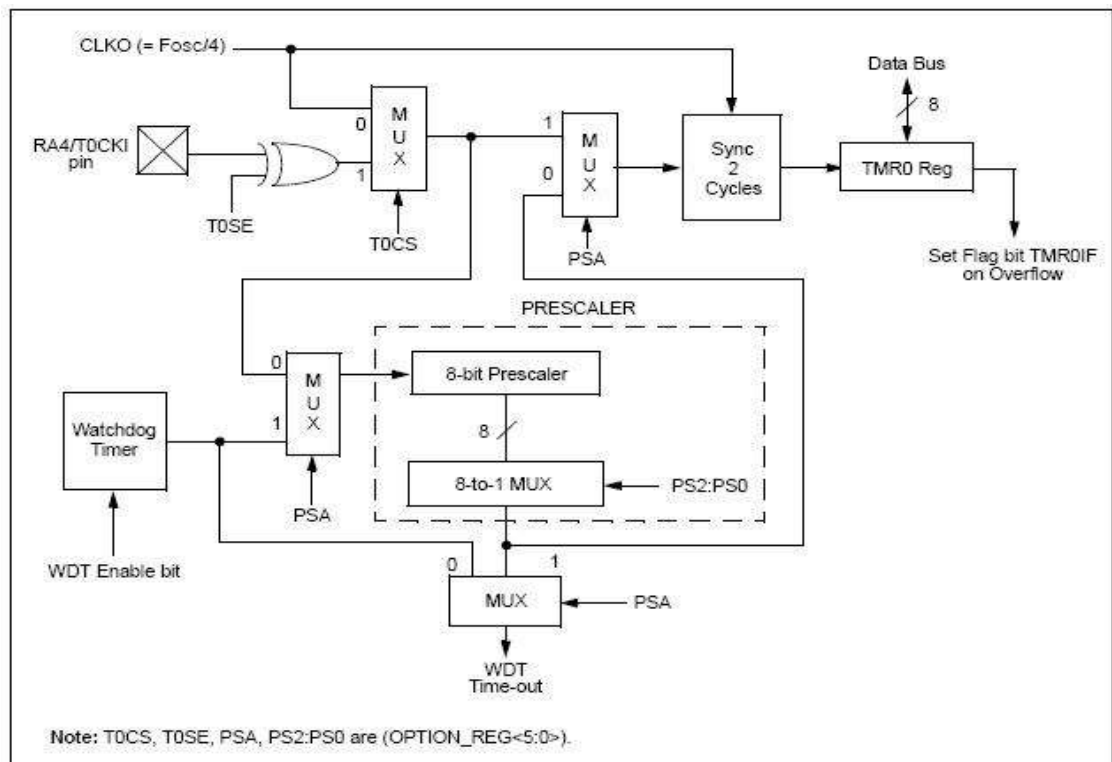 CLKO (= Fosc/4)
Data Bus
8
RA4/T0CKI
pin
0
1
M
U
X
T0SE
T0CS
1
0
M
U
X
PSA
Sync
2
Cycles
TMR0 Reg
Set Flag bit TMR0IF
on Overflow
PRESCALER
Watchdog
Timer
0
1
M
U
X
8-bit Prescaler
8
8-to-1 MUX
PS2:PS0
PSA
WDT Enable bit
0
1
MUX
PSA
WDT
Time-out
Note: T0CS, T0SE, PSA, PS2:PS0 are (OPTION_REG<5:0>).